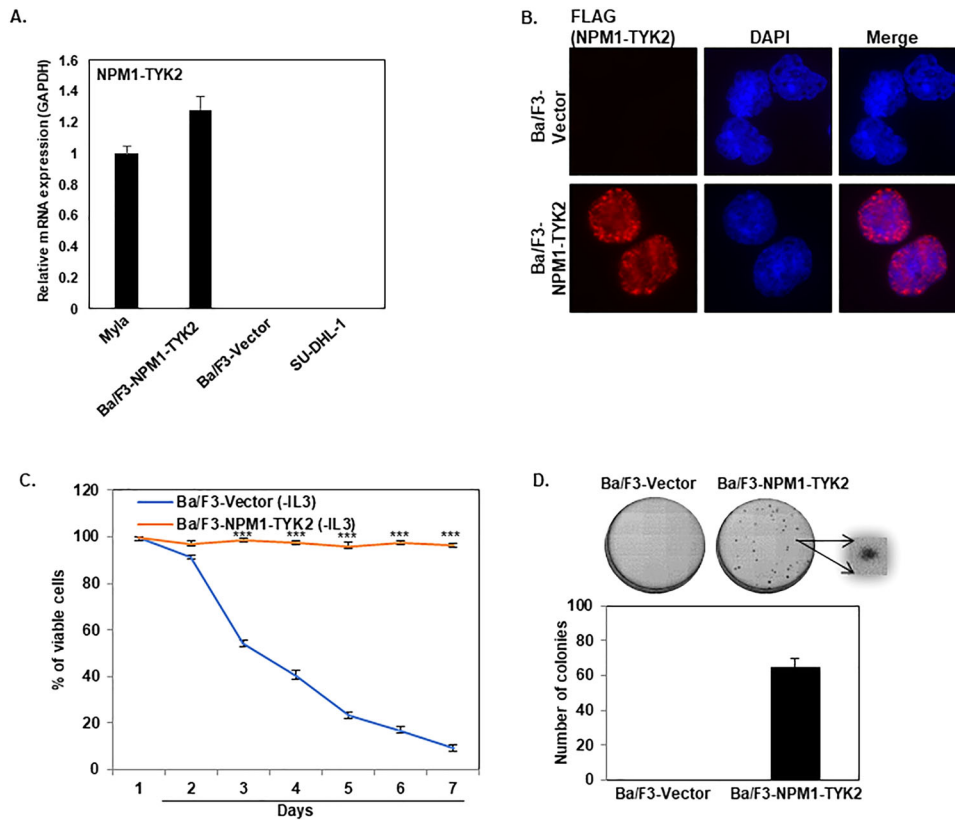 A.
NPM1-TYK2
Relative mRNA expression (GAPDH)
1.6
1.4
1.2
1
0.8
0.6
0.4
0.2
0
Myla
Ba/F3-NPM1-TYK2
Ba/F3-Vector
SU-DHL-1
B.
FLAG
(NPM1-TYK2)
DAPI
Merge
Ba/F3-
Vector
Ba/F3-
NPM1-TYK2
C.
Ba/F3-Vector (-IL3)
Ba/F3-NPM1-TYK2 (-IL3)
*** *** *** *** ***
% of viable cells
120
100
80
60
40
20
0
1 2 3 4 5 6 7
Days
D.
Ba/F3-Vector Ba/F3-NPM1-TYK2
Number of colonies
100
80
60
40
20
0
Ba/F3-Vector Ba/F3-NPM1-TYK2